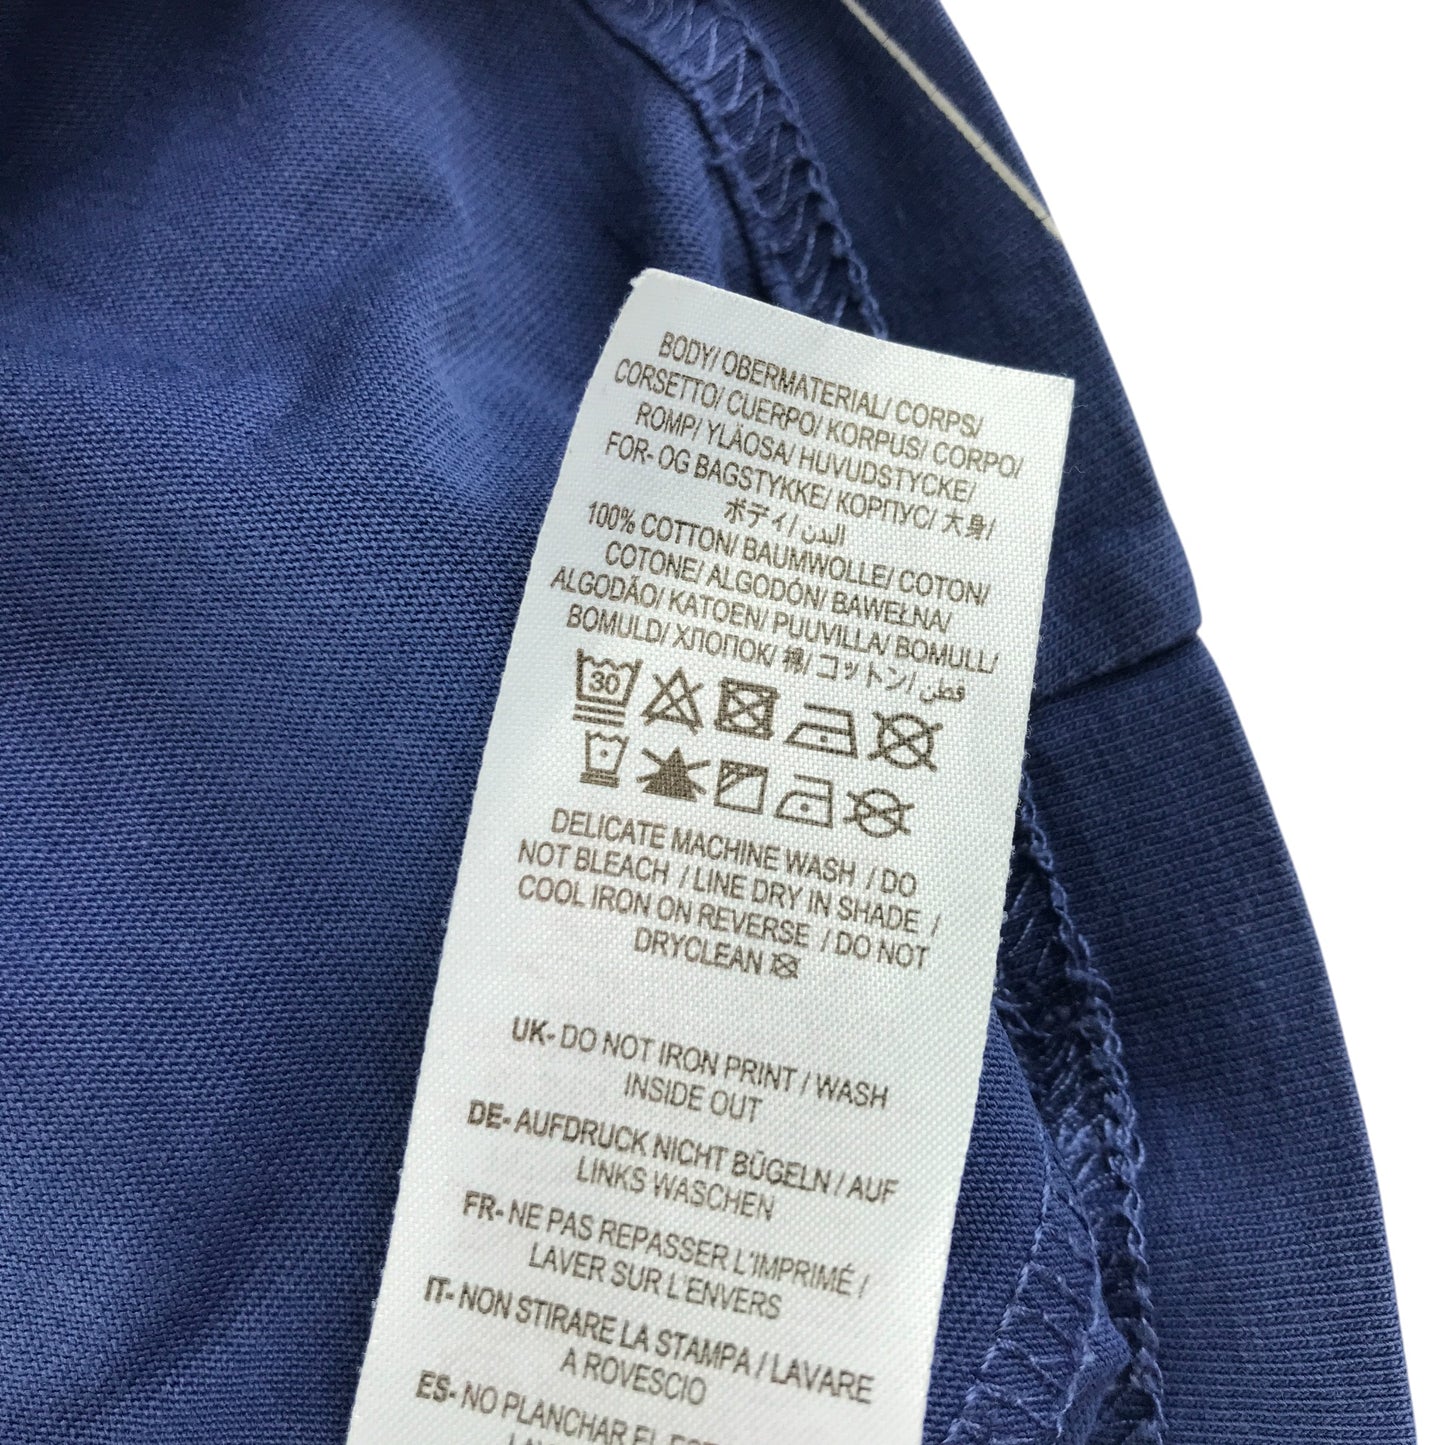 BODY/ OBERMATERIAL/ CORPS/
CORSETTO/ CUERPO/ KORPUS/ CORPO/
ROMP/ YLÄOSA/ HUVUDSTYCKE/
FOR- OG BAGSTYKKE/ КОРПУС/ 大身/
ボディ/ البدن
100% COTTON/ BAUMWOLLE/ COTON/
COTONE/ ALGODÓN/ BAWEŁNA/
ALGODÃO/ KATOEN/ PUUVILLA/ BOMULL/
BOMULD/ ХЛОПОК/ 棉/ コットン/ قطن
30
DELICATE MACHINE WASH / DO
NOT BLEACH / LINE DRY IN SHADE /
COOL IRON ON REVERSE / DO NOT
DRYCLEAN
UK- DO NOT IRON PRINT / WASH
INSIDE OUT
DE- AUFDRUCK NICHT BÜGELN / AUF
LINKS WASCHEN
FR- NE PAS REPASSER L'IMPRIMÉ /
LAVER SUR L'ENVERS
IT- NON STIRARE LA STAMPA / LAVARE
A ROVESCIO
ES- NO PLANCHAR EL